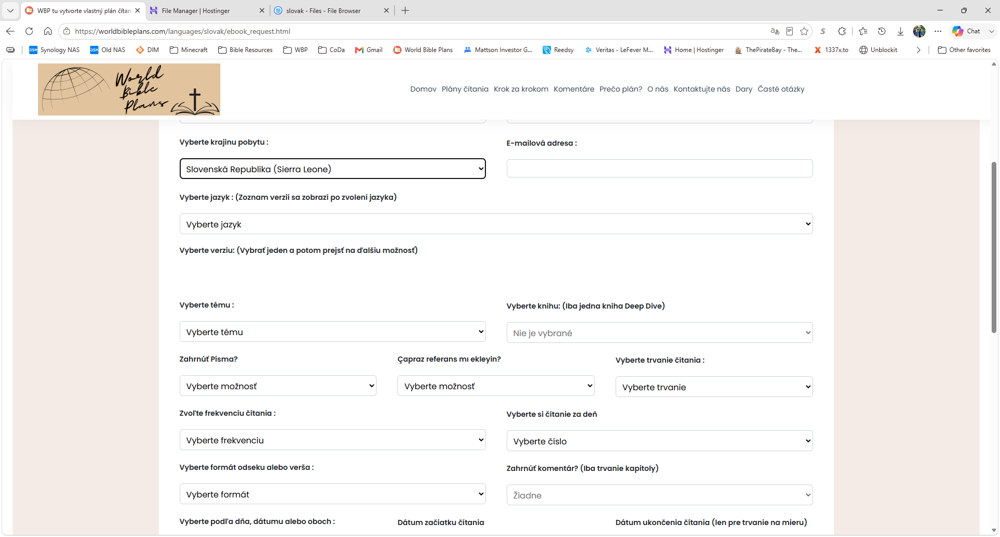 WBP tu vytvorte vlastný plán čítan
File Manager | Hostinger
slovak - Files - File Browser
https://worldbibleplans.com/languages/slovak/ebook_request.html
Chat
Synology NAS
Old NAS
DIM
Minecraft
Bible Resources
WBP
CoDa
Gmail
World Bible Plans
Mattson Investor G...
Reedsy
Veritas - LeFever M...
Home | Hostinger
ThePirateBay - The...
1337x.to
Unblockit
Other favorites
World
Bible
Plans
Domov Plány čítania Krok za krokom Komentáre Prečo plán? O nás Kontaktujte nás Dary Časté otázky
Vyberte krajinu pobytu :
E-mailová adresa :
Slovenská Republika (Sierra Leone)
Vyberte jazyk : (Zoznam verzií sa zobrazí po zvolení jazyka)
Vyberte jazyk
Vyberte verziu: (Vybrať jeden a potom prejsť na ďalšiu možnosť)
Vyberte tému :
Vyberte knihu: (Iba jedna kniha Deep Dive)
Vyberte tému
Nie je vybrané
Zahrnúť Písma?
Çapraz referans mı ekleyin?
Vyberte trvanie čítania :
Vyberte možnosť
Vyberte možnosť
Vyberte trvanie
Zvoľte frekvenciu čítania :
Vyberte si čítanie za deň
Vyberte frekvenciu
Vyberte číslo
Vyberte formát odseku alebo verša :
Zahrnúť komentár? (Iba trvanie kapitoly)
Vyberte formát
Žiadne
Vyberte podľa dňa, dátumu alebo oboch :
Dátum začiatku čítania
Dátum ukončenia čítania (len pre trvanie na mieru)